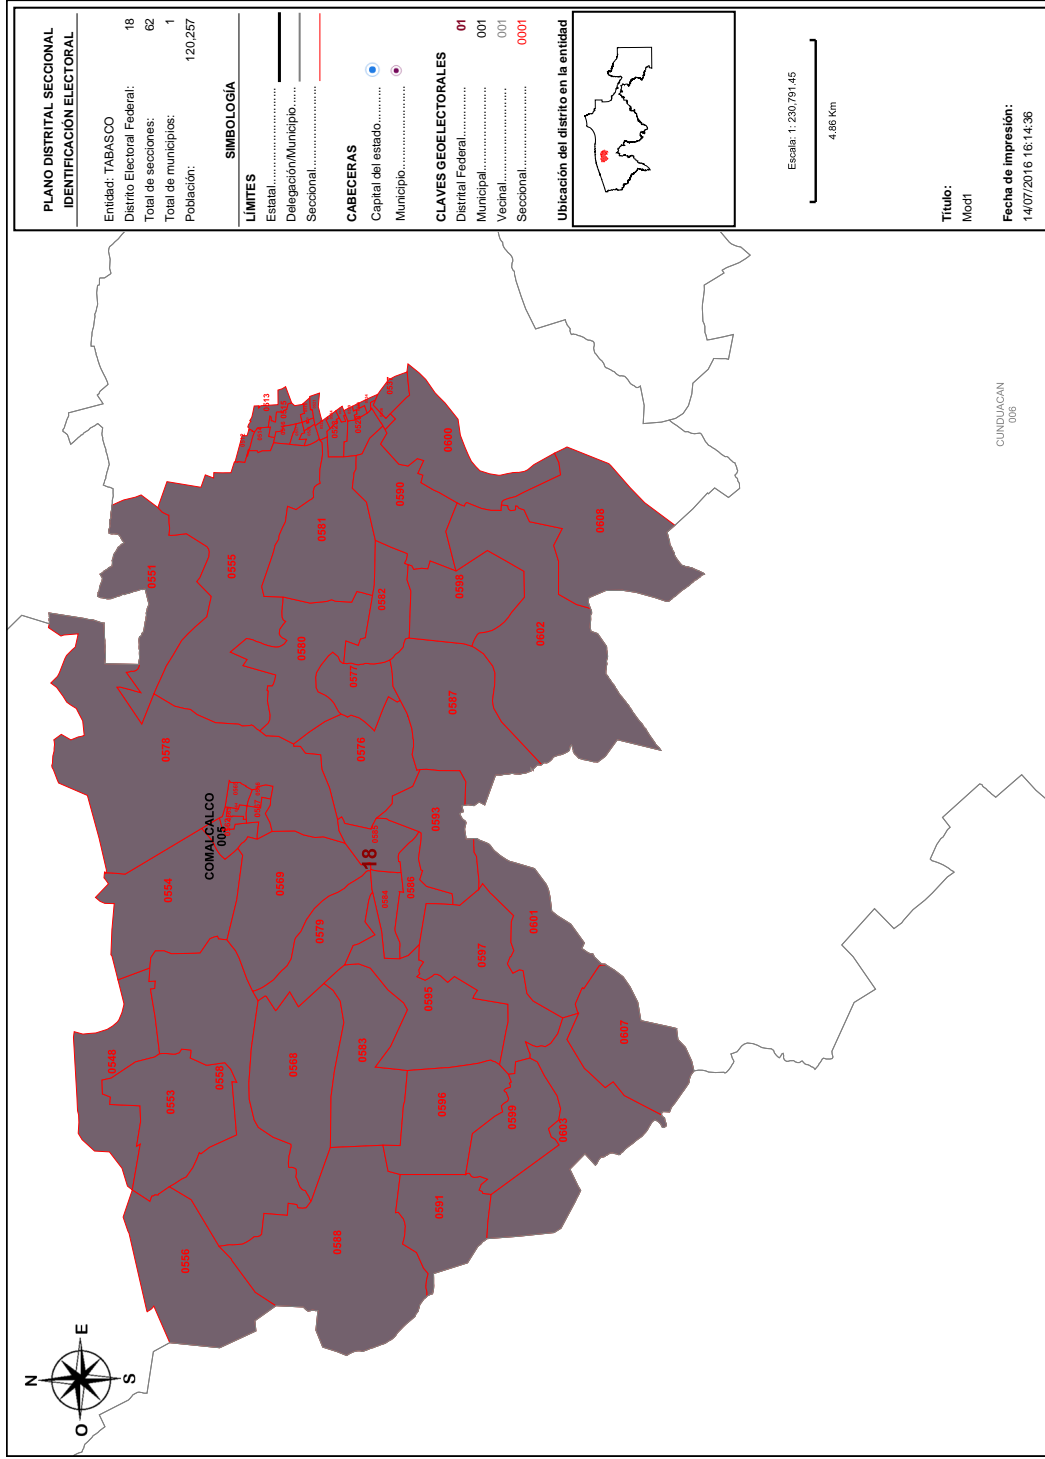 PLANO DISTRITAL SECCIONAL
IDENTIFICACIÓN ELECTORAL
Entidad: TABASCO
Distrito Electoral Federal: 18
Total de secciones: 62
Total de municipios: 1
Población: 120,257
SIMBOLOGÍA
LÍMITES
Estatal
Delegación/Municipio
Seccional
CABECERAS
Capital del estado
Municipio
CLAVES GEOELECTORALES
Distrital Federal 01
Municipal 001
Vecinal 001
Seccional 0001
Ubicación del distrito en la entidad
Escala: 1: 230,791.45
4.86 Km
Título:
Mod1
Fecha de impresión:
14/07/2016 16:14:36
N
E
S
O
COMALCALCO
005
18
CUNDUACAN
006
0551
0555
0513
0581
0590
0600
0608
0582
0598
0602
0580
0577
0587
0578
0576
0593
0554
0569
0579
0594
0586
0601
0597
0595
0607
0548
0553
0558
0568
0583
0596
0599
0603
0556
0588
0591